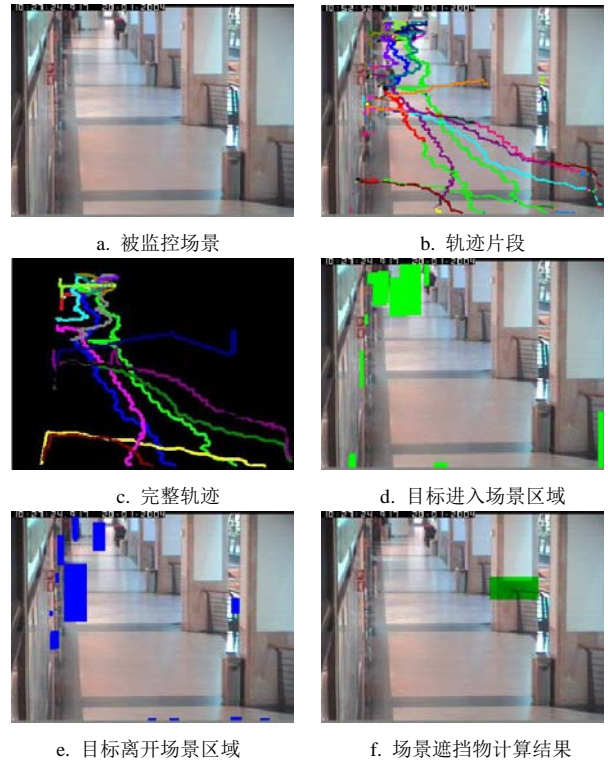 a. 被监控场景
b. 轨迹片段
c. 完整轨迹
d. 目标进入场景区域
e. 目标离开场景区域
f. 场景遮挡物计算结果